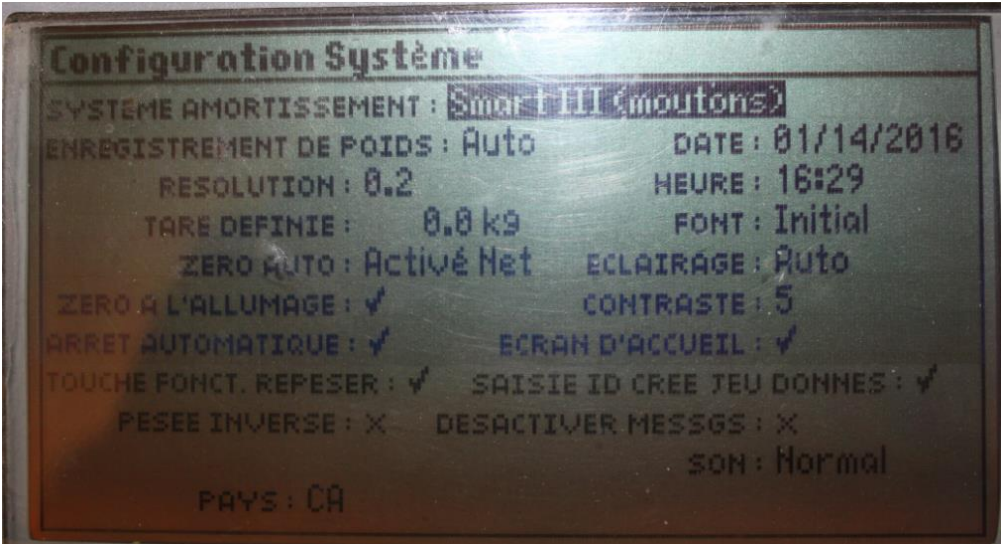 Configuration Système
SYSTEME AMORTISSEMENT : Smart III (moutons)
ENREGISTREMENT DE POIDS : Auto DATE : 01/14/2016
RESOLUTION : 0.2 HEURE : 16:29
TARE DEFINIE : 0.0 kg FONT : Initial
ZERO AUTO : Activé Net ECLAIRAGE : Auto
ZERO A L'ALLUMAGE : ✓ CONTRASTE : 5
ARRET AUTOMATIQUE : ✓ ECRAN D'ACCUEIL : ✓
TOUCHE FONCT. REPESER : ✓ SAISIE ID CREE JEU DONNES : ✓
PESEE INVERSE : X DESACTIVER MESSGS : X
SON : Normal
PAYS : CA